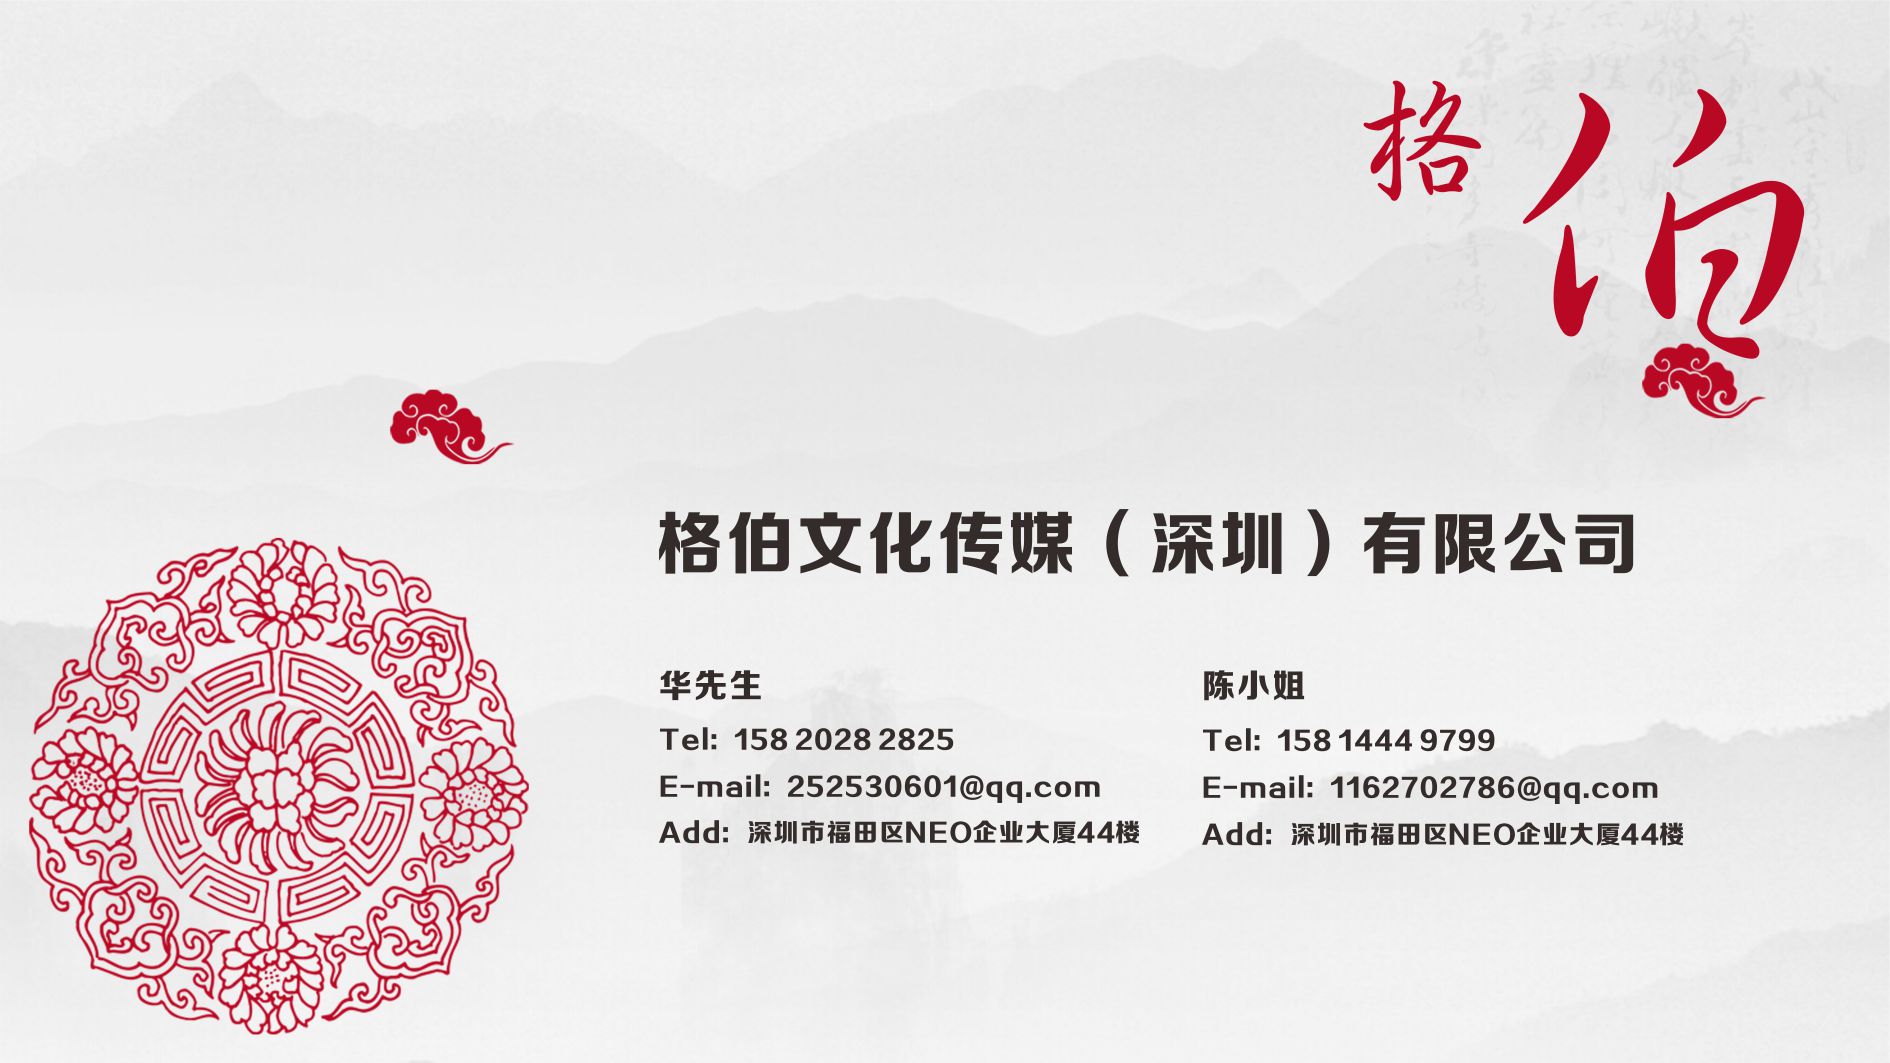 格伯
格伯文化传媒（深圳）有限公司
华先生
Tel: 158 2028 2825
E-mail: 252530601@qq.com
Add: 深圳市福田区NEO企业大厦44楼
陈小姐
Tel: 158 1444 9799
E-mail: 1162702786@qq.com
Add: 深圳市福田区NEO企业大厦44楼